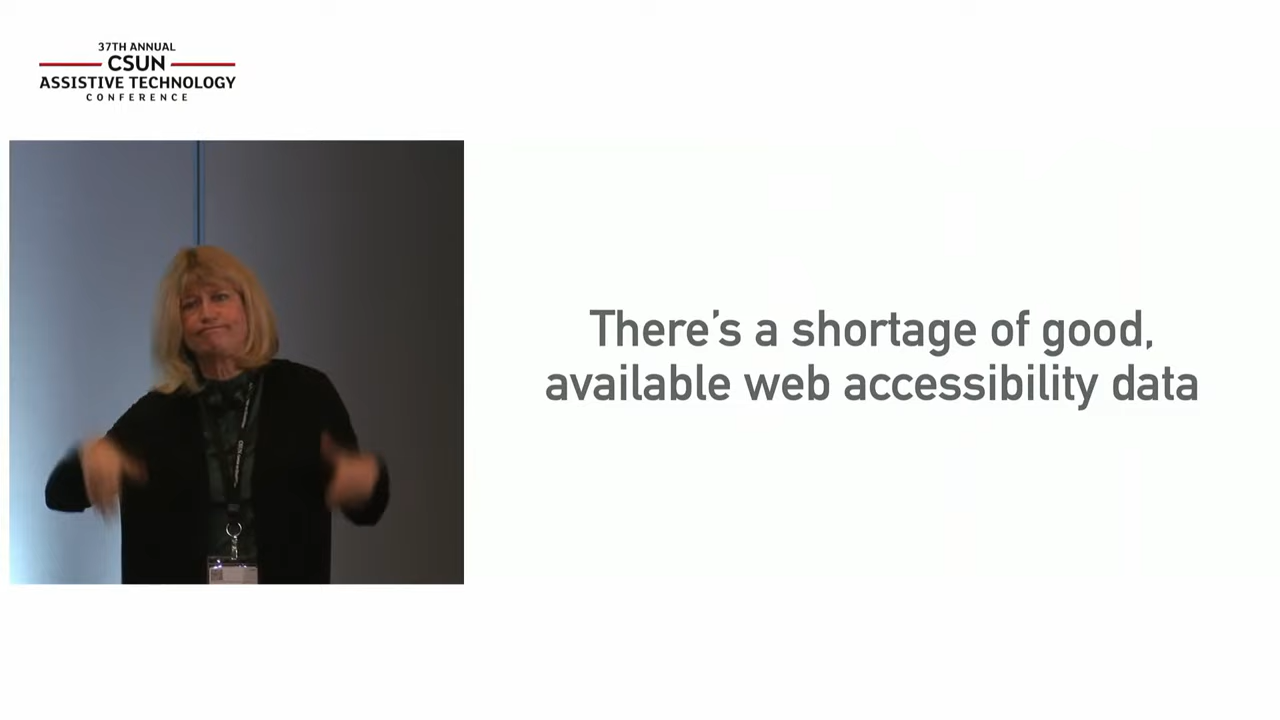 37TH ANNUAL
CSUN
ASSISTIVE TECHNOLOGY
CONFERENCE
There's a shortage of good,
available web accessibility data